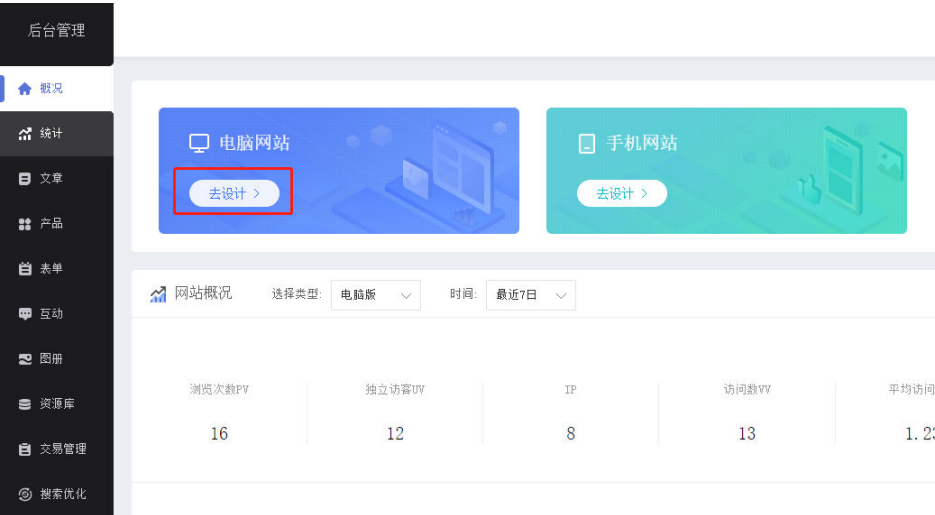 后台管理
概况
统计
文章
产品
表单
互动
图册
资源库
交易管理
搜索优化
电脑网站
去设计 >
手机网站
去设计 >
网站概况 选择类型: 电脑版 时间: 最近7日
浏览次数PV 独立访客UV IP 访问数VV 平均访问
16 12 8 13 1.23